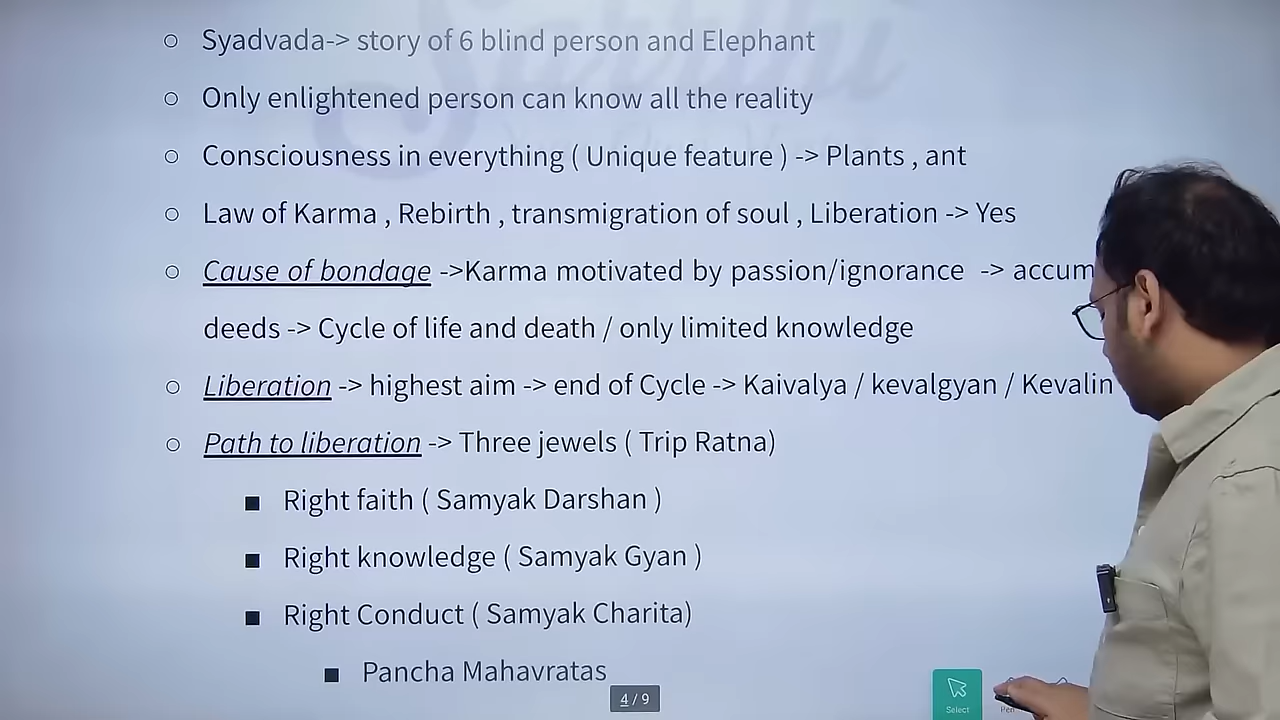 ○ Syadvada-> story of 6 blind person and Elephant
○ Only enlightened person can know all the reality
○ Consciousness in everything ( Unique feature ) -> Plants , ant
○ Law of Karma , Rebirth , transmigration of soul , Liberation -> Yes
○ Cause of bondage ->Karma motivated by passion/ignorance -> accum
deeds -> Cycle of life and death / only limited knowledge
○ Liberation -> highest aim -> end of Cycle -> Kaivalya / kevalgyan / Kevalin
○ Path to liberation -> Three jewels ( Trip Ratna)
■ Right faith ( Samyak Darshan )
■ Right knowledge ( Samyak Gyan )
■ Right Conduct ( Samyak Charita)
■ Pancha Mahavratas
4 / 9
Select